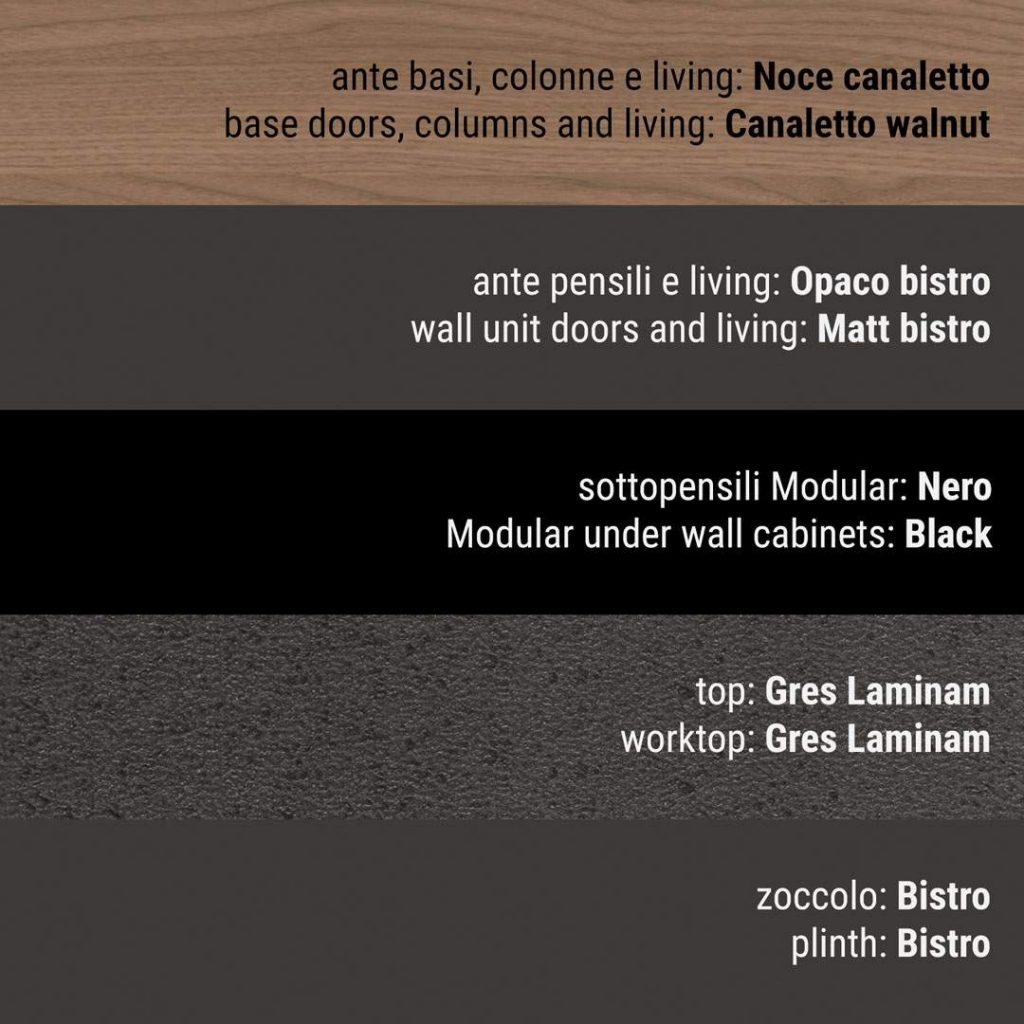 ante basi, colonne e living: Noce canaletto
base doors, columns and living: Canaletto walnut
ante pensili e living: Opaco bistro
wall unit doors and living: Matt bistro
sottopensili Modular: Nero
Modular under wall cabinets: Black
top: Gres Laminam
worktop: Gres Laminam
zoccolo: Bistro
plinth: Bistro